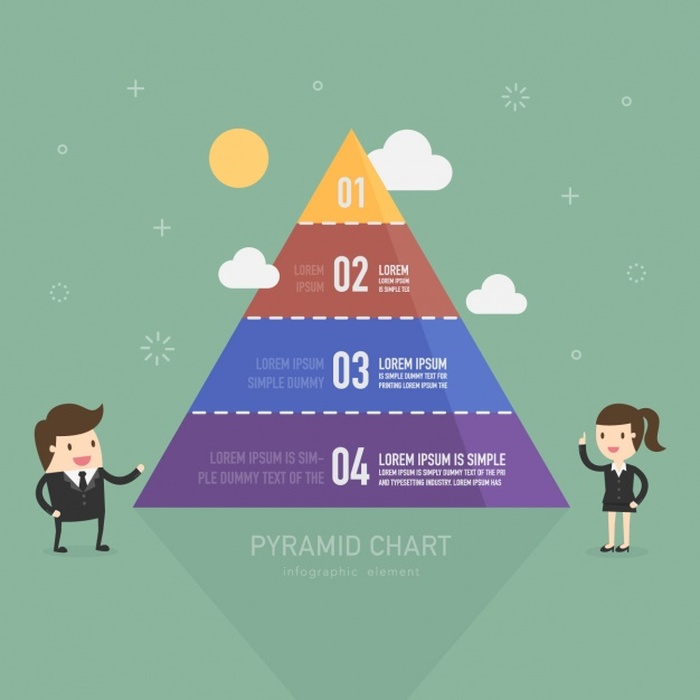 01
LOREM
IPSUM
02
LOREM
LOREM IPSUM
IS SIMPLE TEX
LOREM IPSUM
SIMPLE DUMMY
03
LOREM IPSUM
IS SIMPLE DUMMY TEXT FOR
PRINTING LOREM IPSUM THE
LOREM IPSUM IS SIM-
PLE DUMMY TEXT OF THE
04
LOREM IPSUM IS SIMPLE
LOREM IPSUM IS SIMPLE DUMMY TEXT OF THE PRI
AND TYPESETTING INDUSTRY. LOREM IPSUM HAS
PYRAMID CHART
infographic element